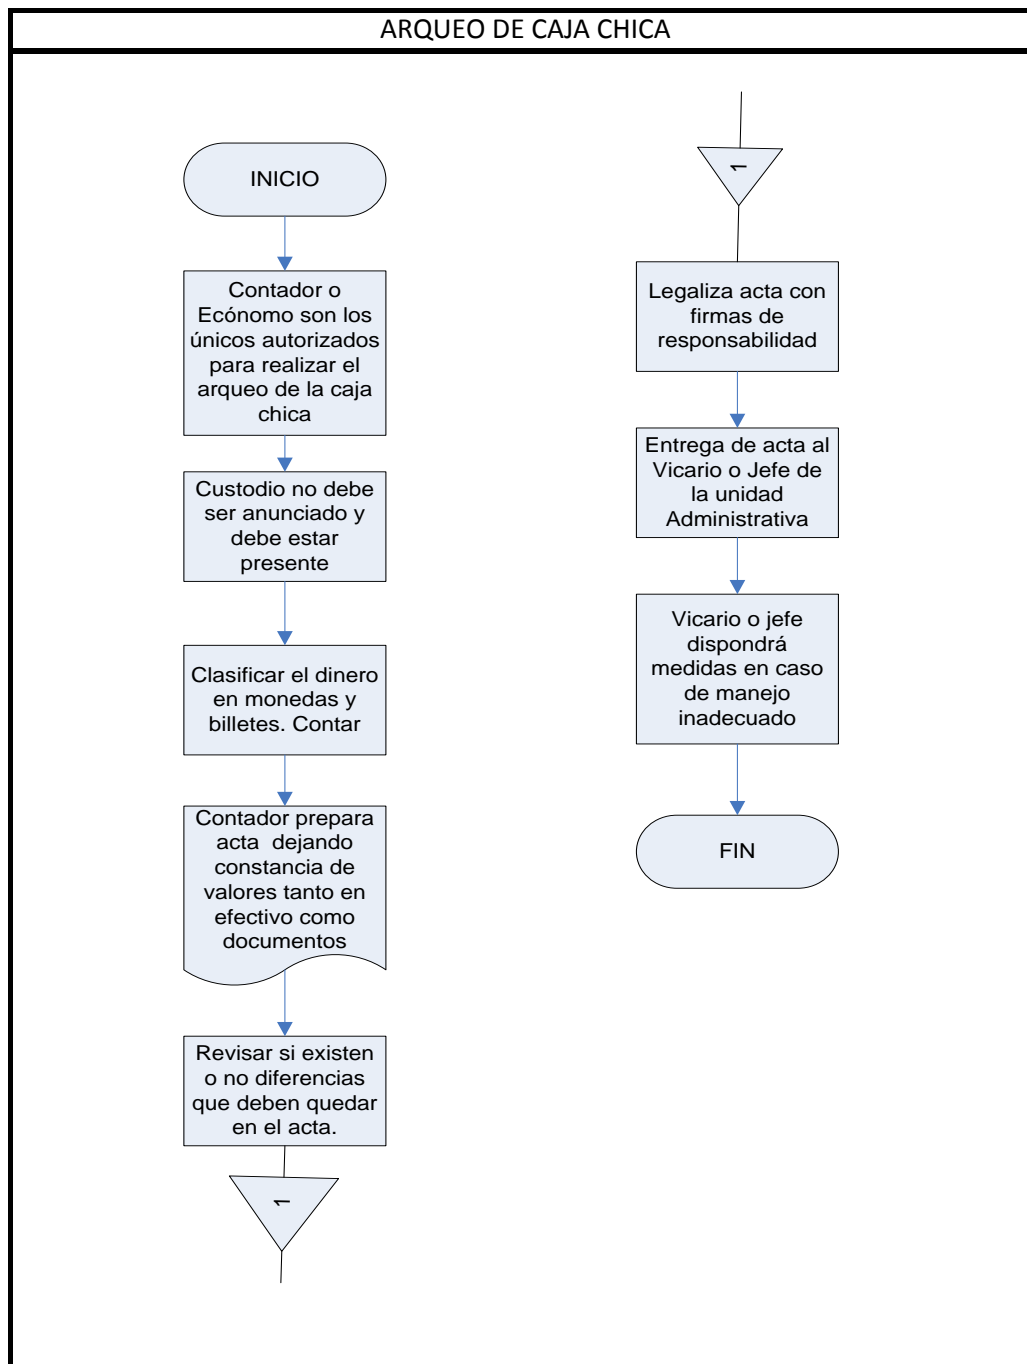 ARQUEO DE CAJA CHICA
INICIO
Contador o
Ecónomo son los
únicos autorizados
para realizar el
arqueo de la caja
chica
Custodio no debe
ser anunciado y
debe estar
presente
Clasificar el dinero
en monedas y
billetes. Contar
Contador prepara
acta  dejando
constancia de
valores tanto en
efectivo como
documentos
Revisar si existen
o no diferencias
que deben quedar
en el acta.
1
1
Legaliza acta con
firmas de
responsabilidad
Entrega de acta al
Vicario o Jefe de
la unidad
Administrativa
Vicario o jefe
dispondrá
medidas en caso
de manejo
inadecuado
FIN